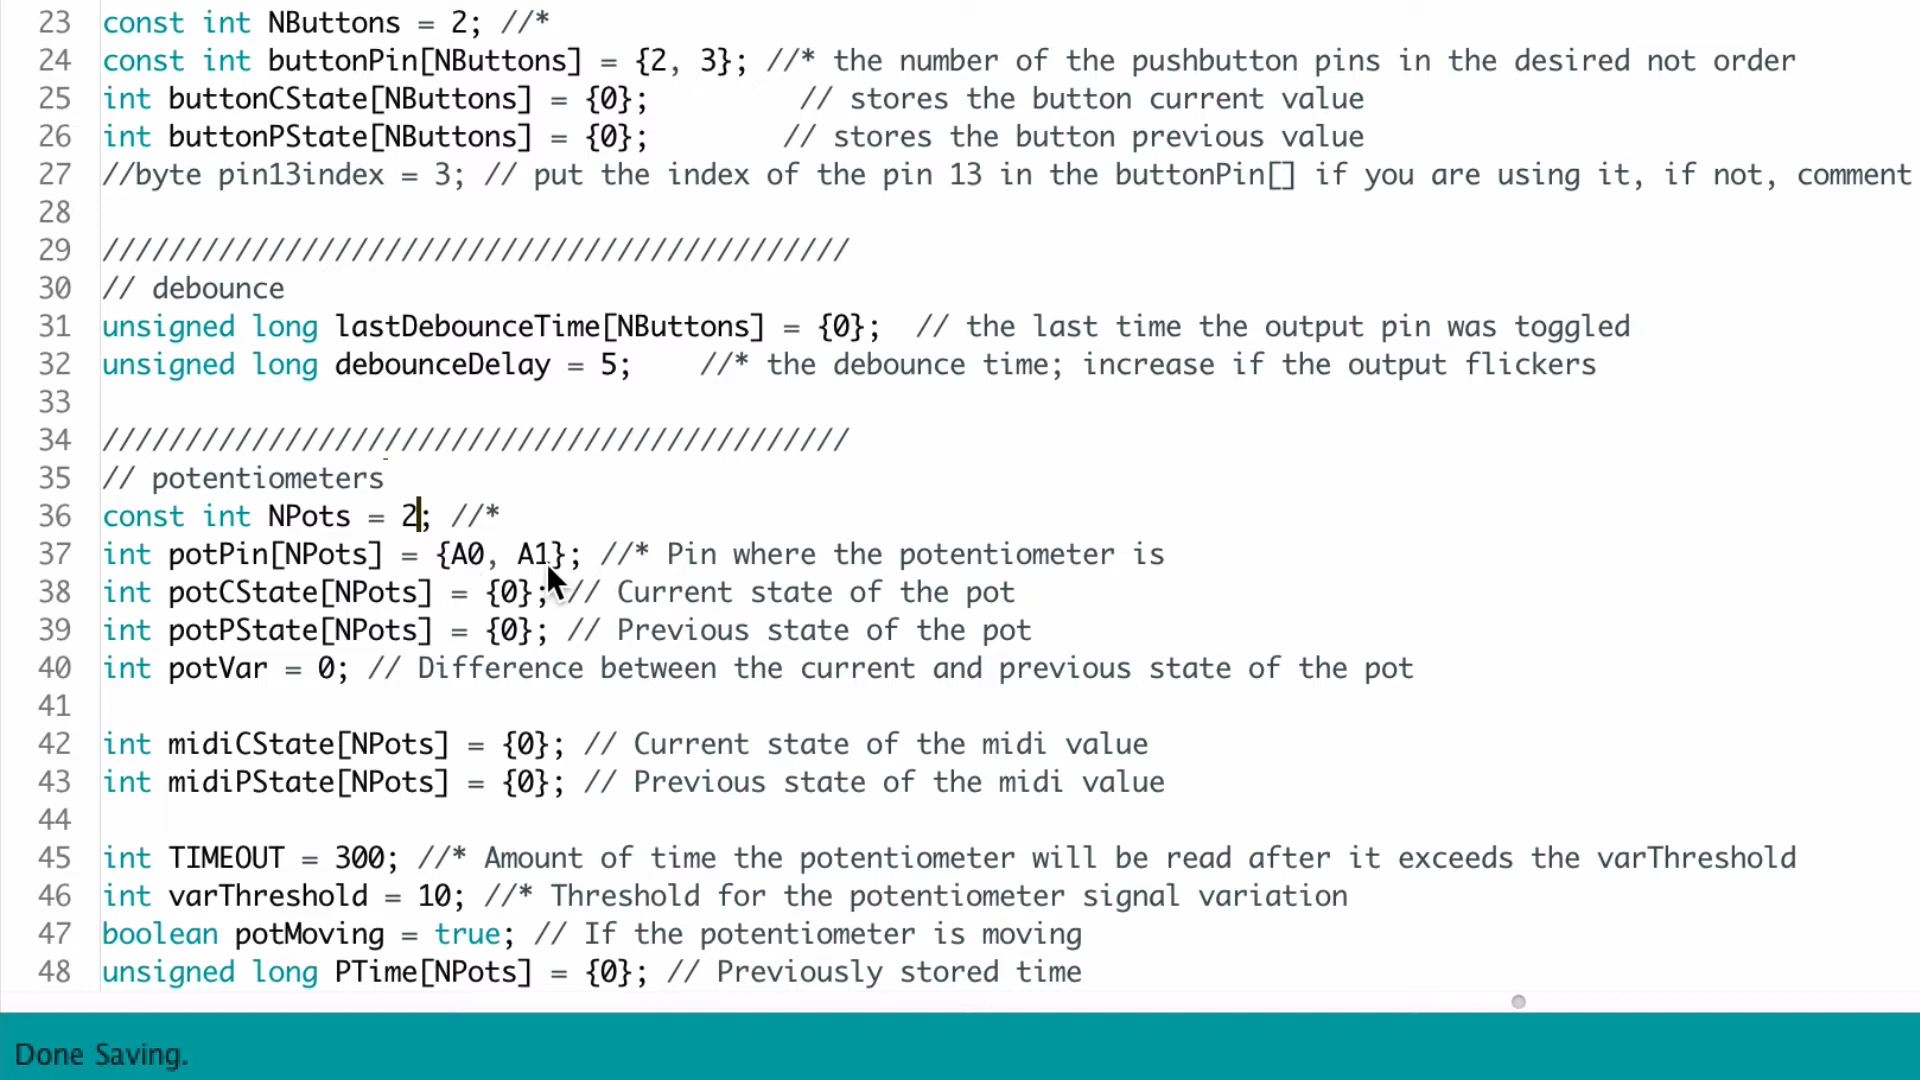 23 const int NButtons = 2; //*
24 const int buttonPin[NButtons] = {2, 3}; //* the number of the pushbutton pins in the desired not order
25 int buttonCState[NButtons] = {0};         // stores the button current value
26 int buttonPState[NButtons] = {0};        // stores the button previous value
27 //byte pin13index = 3; // put the index of the pin 13 in the buttonPin[] if you are using it, if not, comment
28
29 /////////////////////////////////////////////
30 // debounce
31 unsigned long lastDebounceTime[NButtons] = {0};  // the last time the output pin was toggled
32 unsigned long debounceDelay = 5;    //* the debounce time; increase if the output flickers
33
34 /////////////////////////////////////////////
35 // potentiometers
36 const int NPots = 2; //*
37 int potPin[NPots] = {A0, A1}; //* Pin where the potentiometer is
38 int potCState[NPots] = {0}; // Current state of the pot
39 int potPState[NPots] = {0}; // Previous state of the pot
40 int potVar = 0; // Difference between the current and previous state of the pot
41
42 int midiCState[NPots] = {0}; // Current state of the midi value
43 int midiPState[NPots] = {0}; // Previous state of the midi value
44
45 int TIMEOUT = 300; //* Amount of time the potentiometer will be read after it exceeds the varThreshold
46 int varThreshold = 10; //* Threshold for the potentiometer signal variation
47 boolean potMoving = true; // If the potentiometer is moving
48 unsigned long PTime[NPots] = {0}; // Previously stored time
Done Saving.